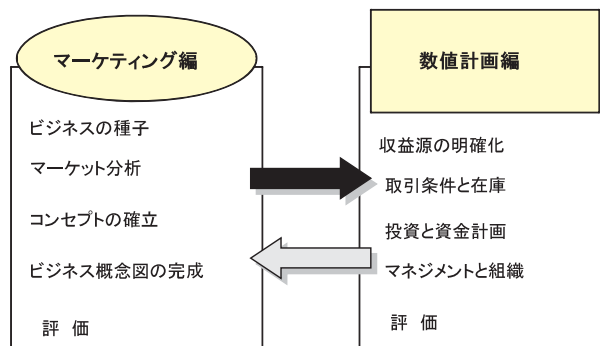 マーケティング編
ビジネスの種子
マーケット分析
コンセプトの確立
ビジネス概念図の完成
評 価
数値計画編
収益源の明確化
取引条件と在庫
投資と資金計画
マネジメントと組織
評 価